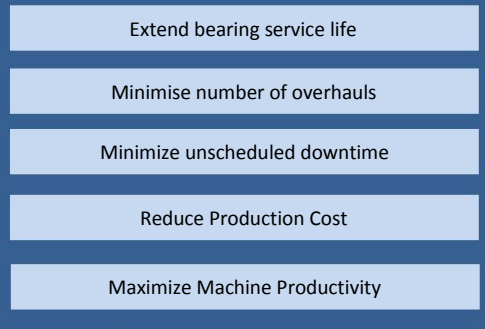 Extend bearing service life
Minimise number of overhauls
Minimize unscheduled downtime
Reduce Production Cost
Maximize Machine Productivity